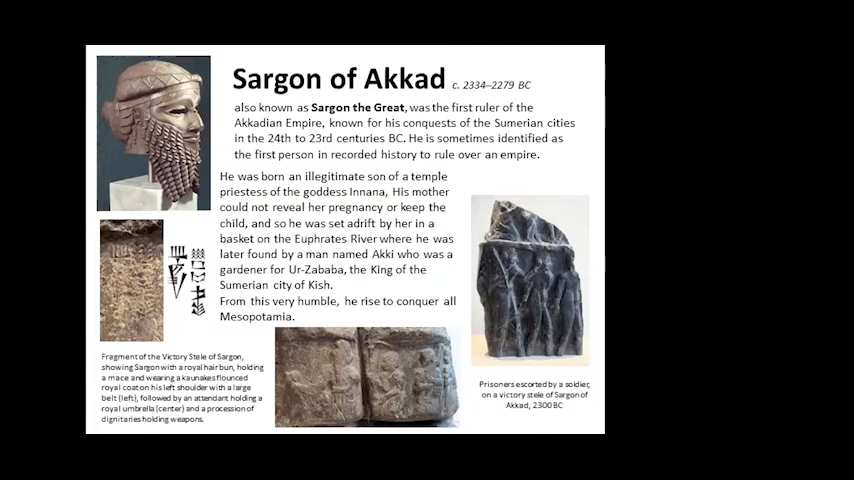 Sargon of Akkad c. 2334–2279 BC
also known as Sargon the Great, was the first ruler of the
Akkadian Empire, known for his conquests of the Sumerian cities
in the 24th to 23rd centuries BC. He is sometimes identified as
the first person in recorded history to rule over an empire.
He was born an illegitimate son of a temple
priestess of the goddess Innana, His mother
could not reveal her pregnancy or keep the
child, and so he was set adrift by her in a
basket on the Euphrates River where he was
later found by a man named Akki who was a
gardener for Ur-Zababa, the King of the
Sumerian city of Kish.
From this very humble, he rise to conquer all
Mesopotamia.
Fragment of the Victory Stele of Sargon,
showing Sargon with a royal hair bun, holding
a mace and wearing a kaunakes flounced
royal coat on his left shoulder with a large
belt (left), followed by an attendant holding a
royal umbrella (center) and a procession of
dignitaries holding weapons.
Prisoners escorted by a soldier,
on a victory stele of Sargon of
Akkad, 2300 BC